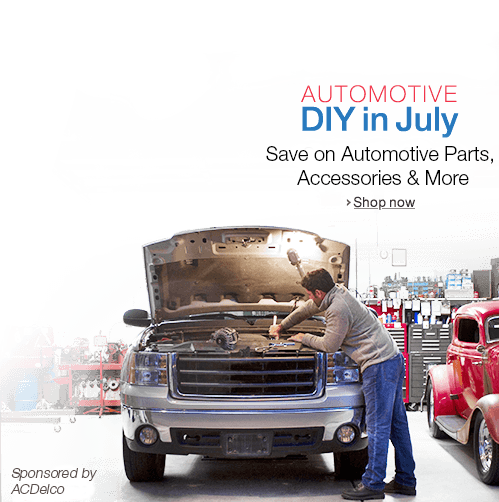 AUTOMOTIVE
DIY in July
Save on Automotive Parts,
Accessories & More
› Shop now
Sponsored by
ACDelco